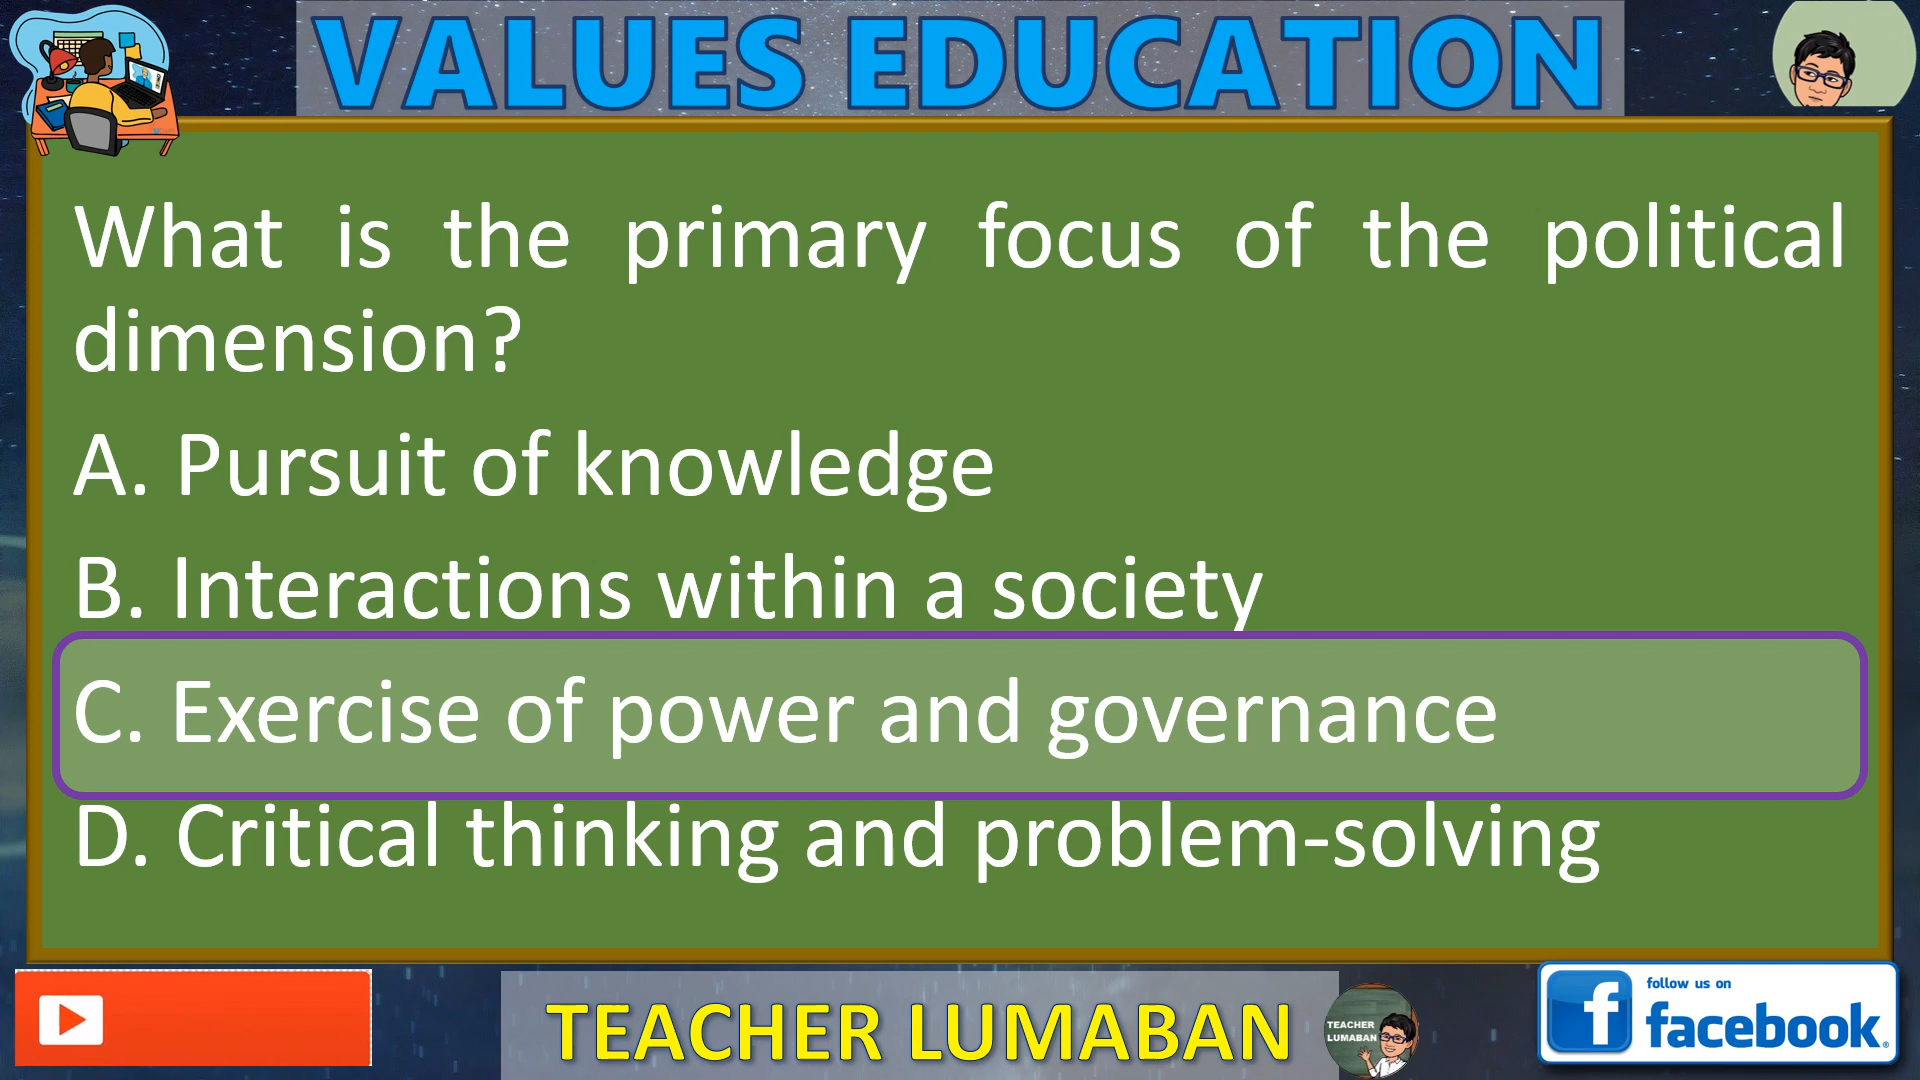 VALUES EDUCATION
What is the primary focus of the political
dimension?
A. Pursuit of knowledge
B. Interactions within a society
C. Exercise of power and governance
D. Critical thinking and problem-solving
TEACHER LUMABAN
TEACHER
LUMABAN
follow us on
facebook